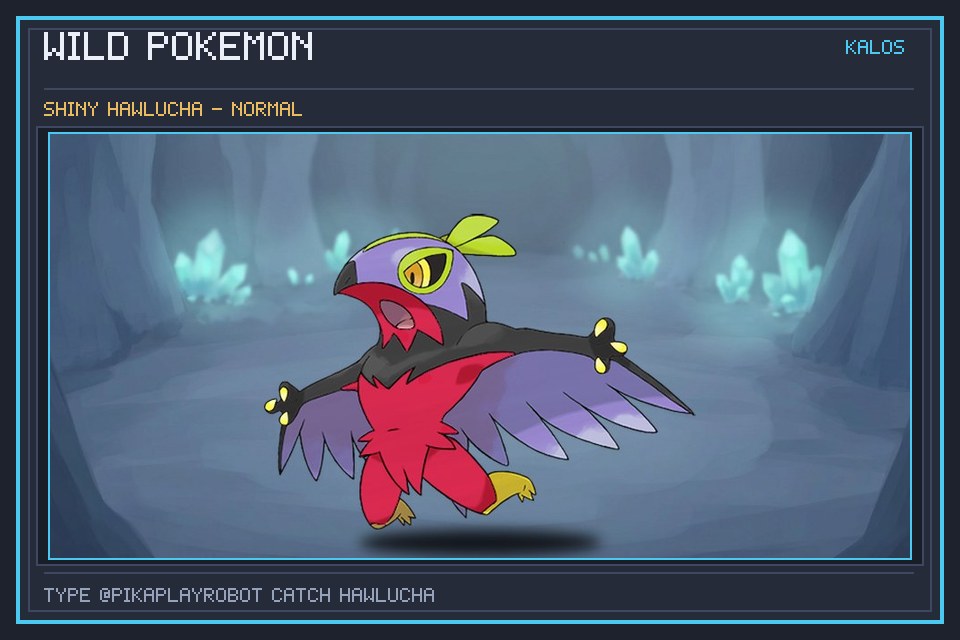 WILD POKEMON
KALOS
SHINY HAWLUCHA - NORMAL
TYPE @PIKAPLAYROBOT CATCH HAWLUCHA